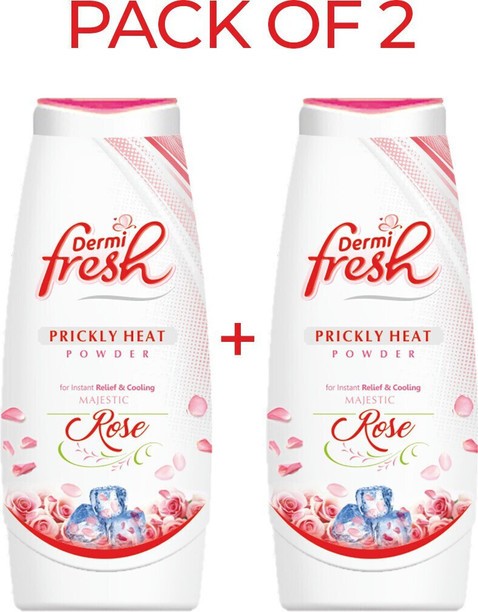 PACK OF 2
Dermi
fresh
PRICKLY HEAT
POWDER
for Instant Relief & Cooling
MAJESTIC
Rose
+
Dermi
fresh
PRICKLY HEAT
POWDER
for Instant Relief & Cooling
MAJESTIC
Rose